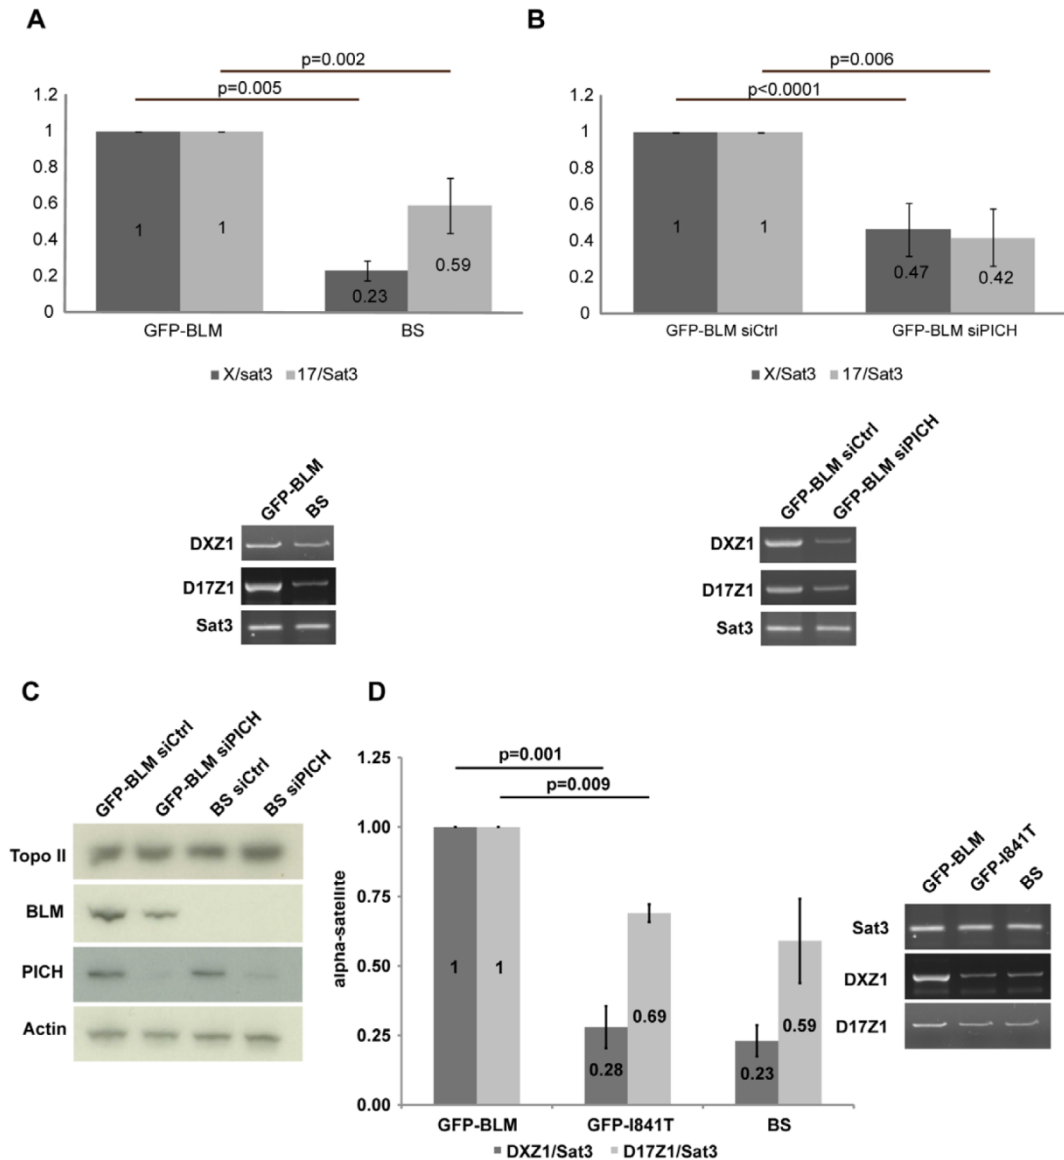 A
p=0.002
p=0.005
1.2
1
0.8
0.6
0.4
0.2
0
1
1
0.23
0.59
GFP-BLM
BS
X/sat3 17/Sat3
B
p=0.006
p<0.0001
1.2
1
0.8
0.6
0.4
0.2
0
1
1
0.47
0.42
GFP-BLM siCtrl
GFP-BLM siPICH
X/Sat3 17/Sat3
GFP-BLM
BS
DXZ1
D17Z1
Sat3
GFP-BLM siCtrl
GFP-BLM siPICH
DXZ1
D17Z1
Sat3
C
GFP-BLM siCtrl
GFP-BLM siPICH
BS siCtrl
BS siPICH
Topo II
BLM
PICH
Actin
D
p=0.001
p=0.009
alpha-satellite
1.25
1.00
0.75
0.50
0.25
0.00
1
1
0.28
0.69
0.23
0.59
GFP-BLM
GFP-I841T
BS
DXZ1/Sat3 D17Z1/Sat3
GFP-BLM
GFP-I841T
BS
Sat3
DXZ1
D17Z1